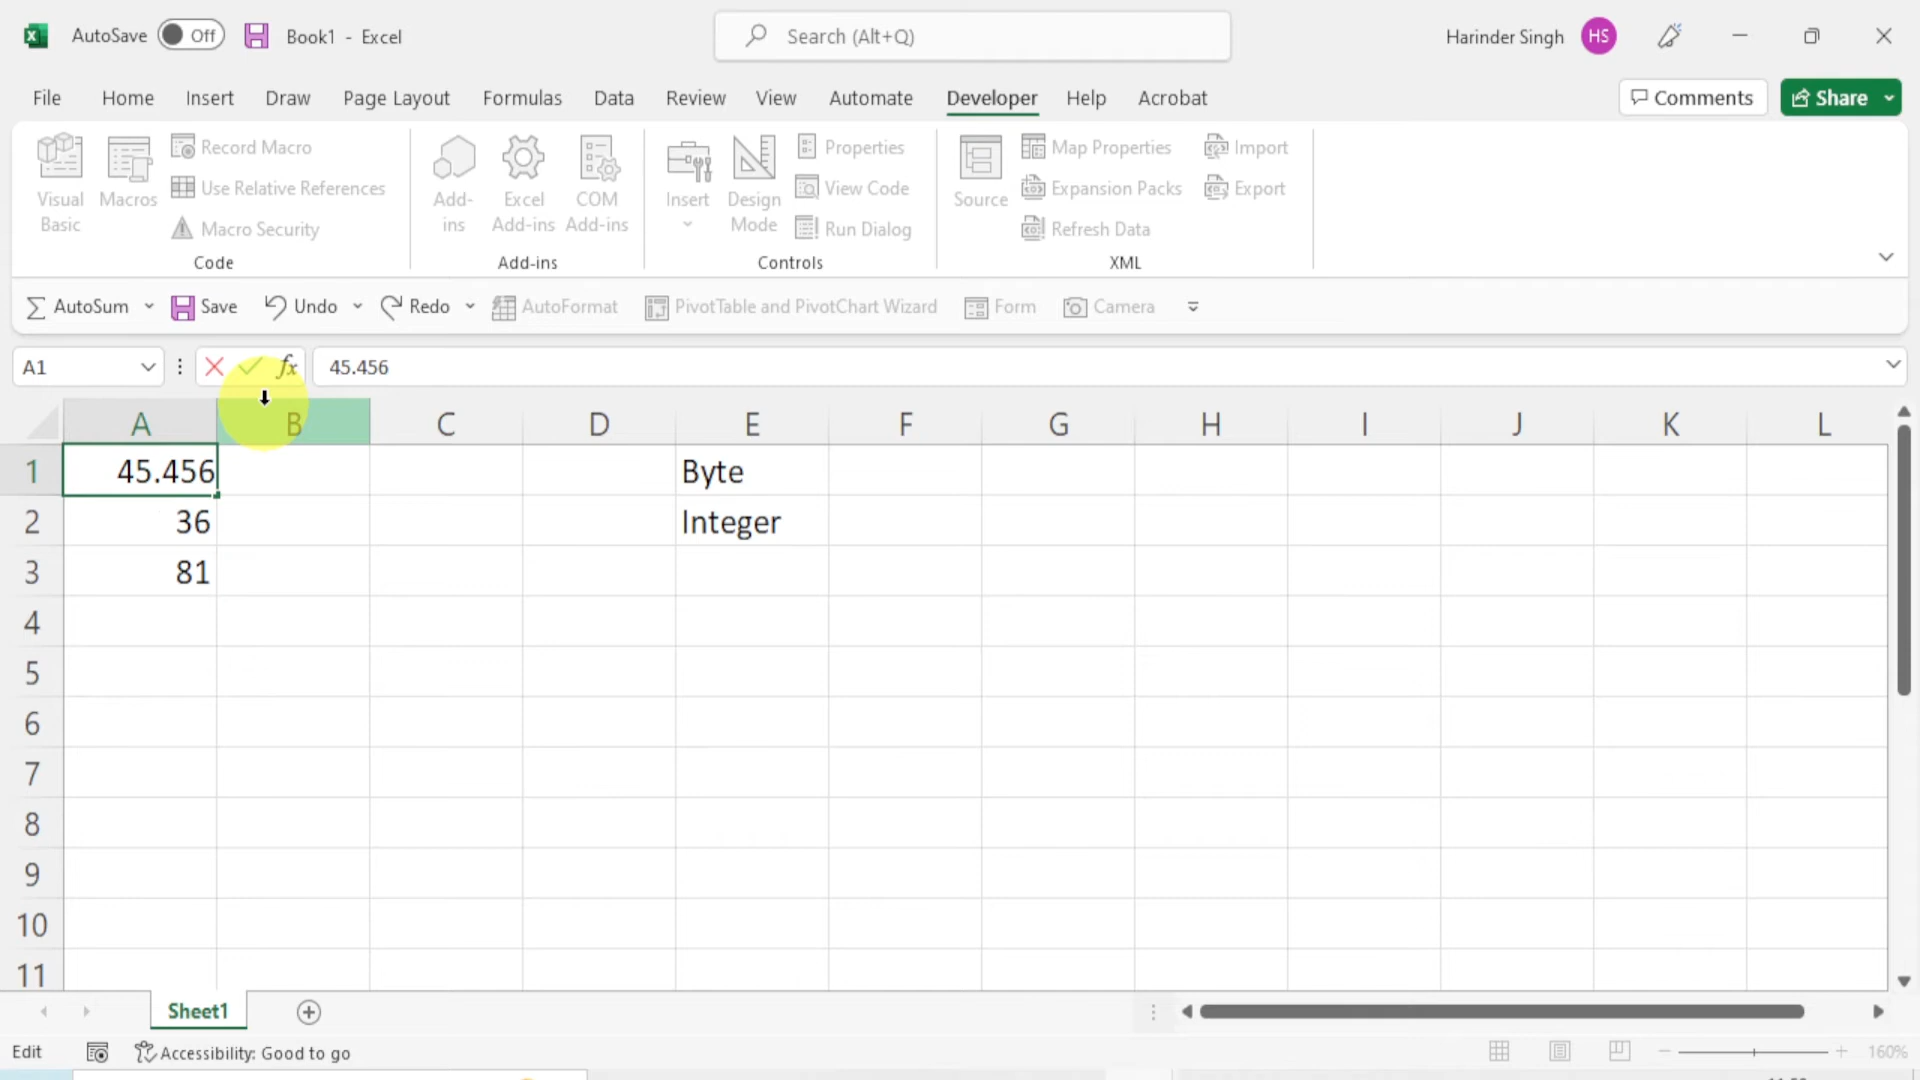 AutoSave Off Book1 - Excel Search (Alt+Q) Harinder Singh HS
File Home Insert Draw Page Layout Formulas Data Review View Automate Developer Help Acrobat Comments Share
Visual Basic
Macros
Record Macro
Use Relative References
Macro Security
Code
Add-ins
Excel Add-ins
COM Add-ins
Add-ins
Insert
Design Mode
Properties
View Code
Run Dialog
Controls
Source
Map Properties
Expansion Packs
Refresh Data
Import
Export
XML
AutoSum Save Undo Redo AutoFormat PivotTable and PivotChart Wizard Form Camera
A1 fx 45.456
A B C D E F G H I J K L
1 45.456 Byte
2 36 Integer
3 81
4
5
6
7
8
9
10
11
Sheet1
Edit Accessibility: Good to go 160%